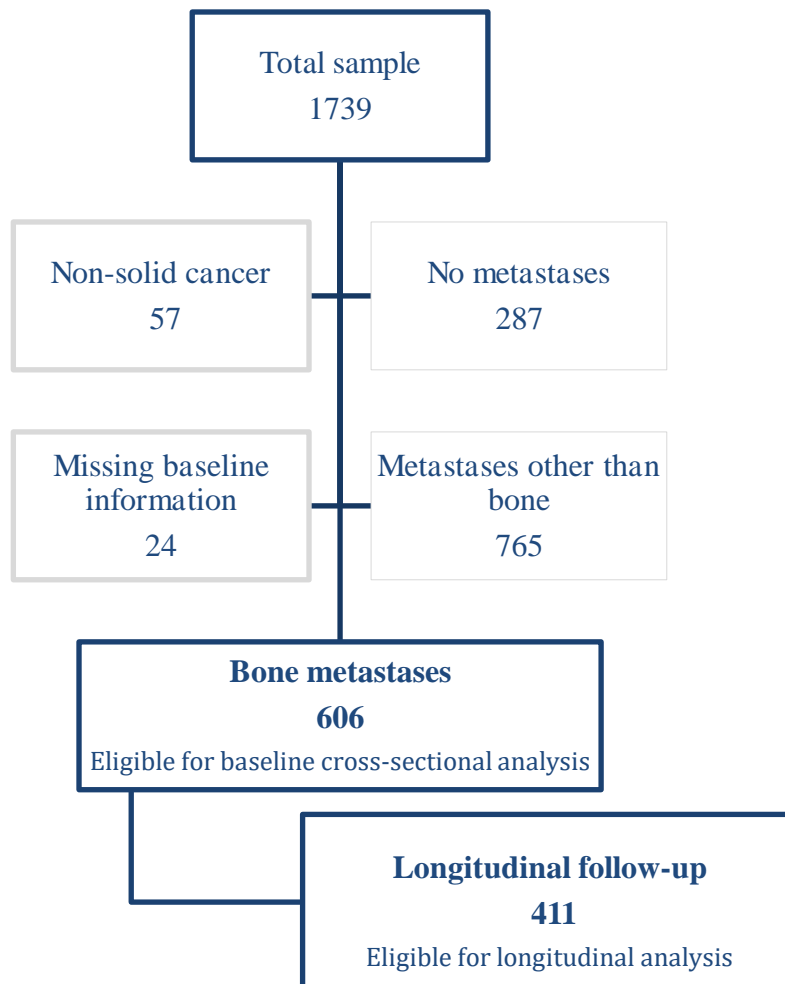 Total sample
1739
Non-solid cancer
57
No metastases
287
Missing baseline
information
24
Metastases other than
bone
765
Bone metastases
606
Eligible for baseline cross-sectional analysis
Longitudinal follow-up
411
Eligible for longitudinal analysis